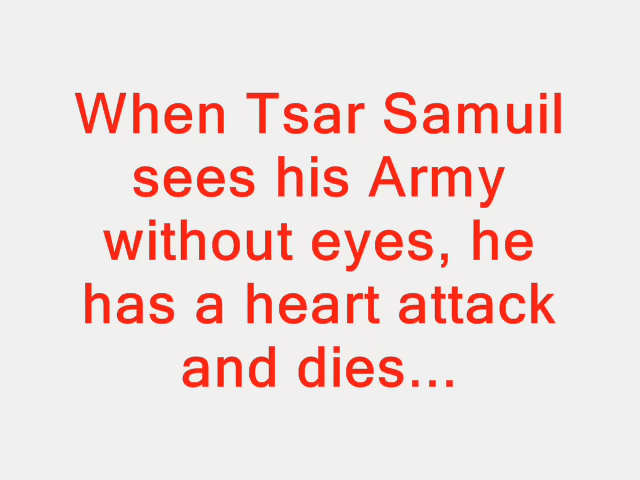 When Tsar Samuil
sees his Army
without eyes, he
has a heart attack
and dies...